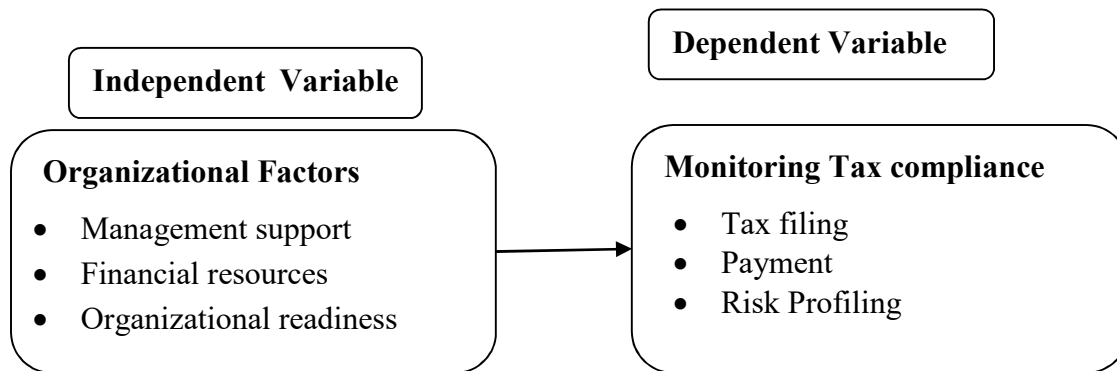 Independent Variable
Dependent Variable
Organizational Factors
• Management support
• Financial resources
• Organizational readiness
Monitoring Tax compliance
• Tax filing
• Payment
• Risk Profiling